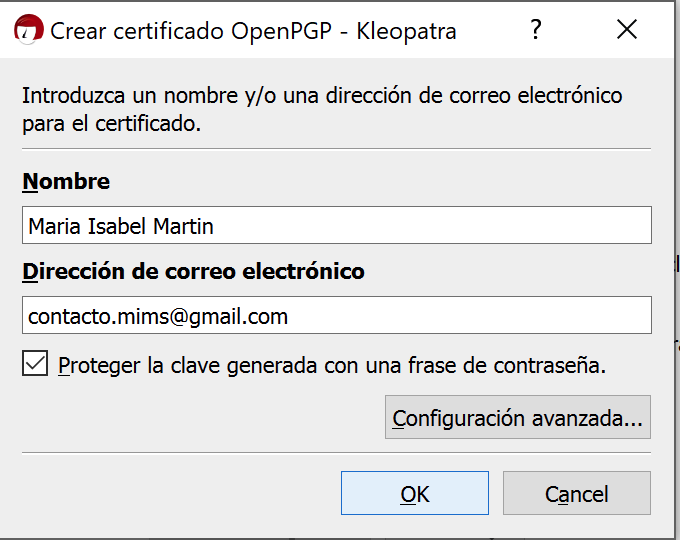 Crear certificado OpenPGP - Kleopatra ?
Introduzca un nombre y/o una dirección de correo electrónico
para el certificado.
Nombre
Maria Isabel Martin
Dirección de correo electrónico
contacto.mims@gmail.com
Proteger la clave generada con una frase de contraseña.
Configuración avanzada...
OK Cancel